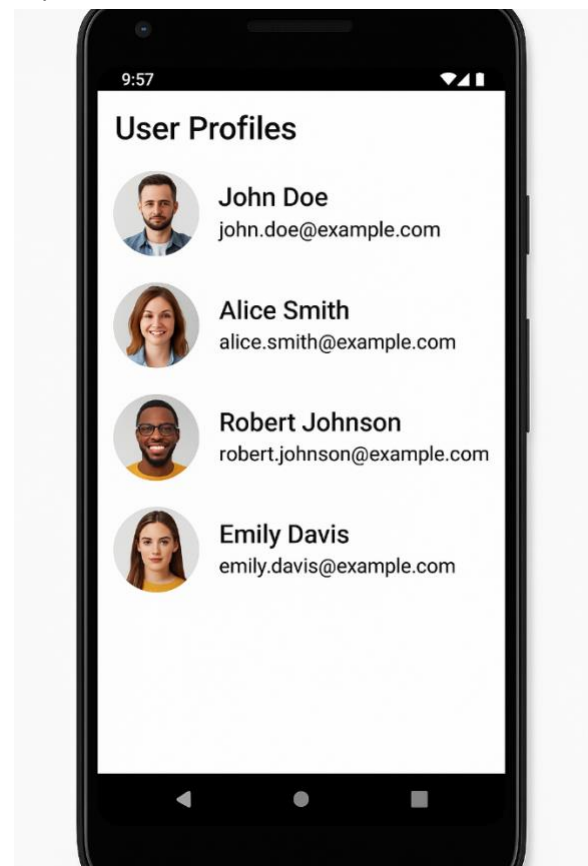 9:57
User Profiles
John Doe
john.doe@example.com
Alice Smith
alice.smith@example.com
Robert Johnson
robert.johnson@example.com
Emily Davis
emily.davis@example.com